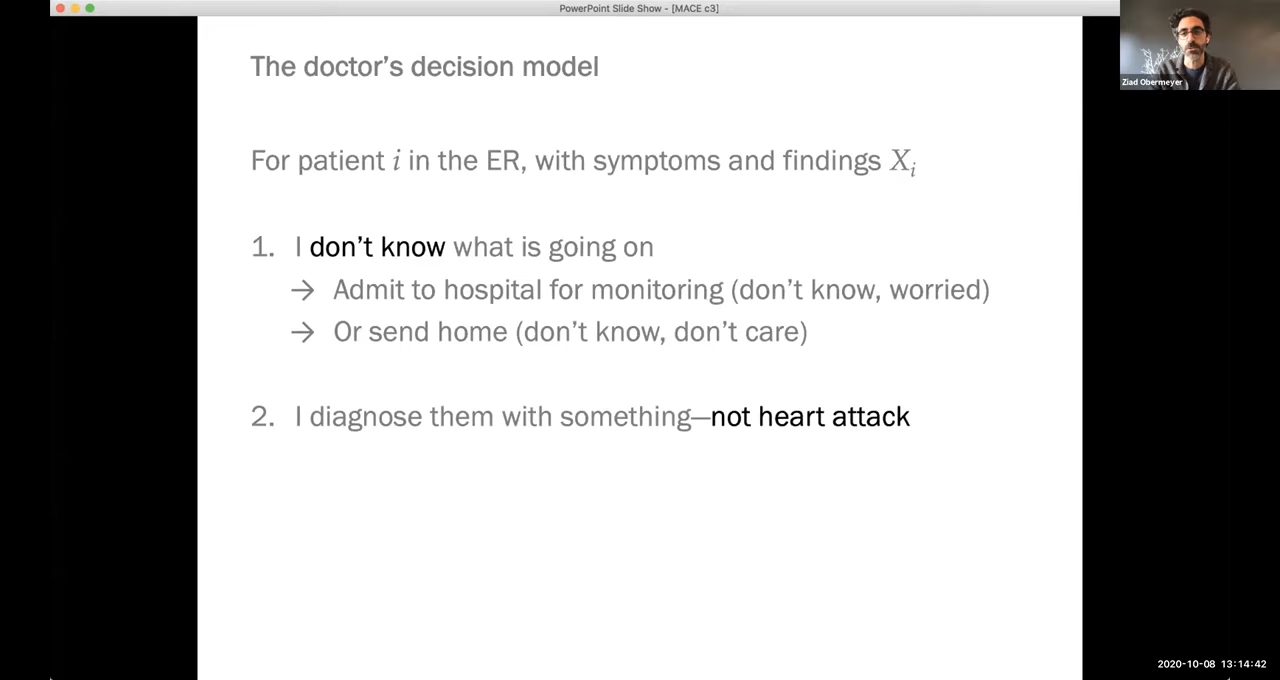 PowerPoint Slide Show - [MACE c3]
The doctor’s decision model
Ziad Obermeyer
For patient i in the ER, with symptoms and findings Xᵢ
1. I don’t know what is going on
→ Admit to hospital for monitoring (don’t know, worried)
→ Or send home (don’t know, don’t care)
2. I diagnose them with something—not heart attack
2020-10-08 13:14:42